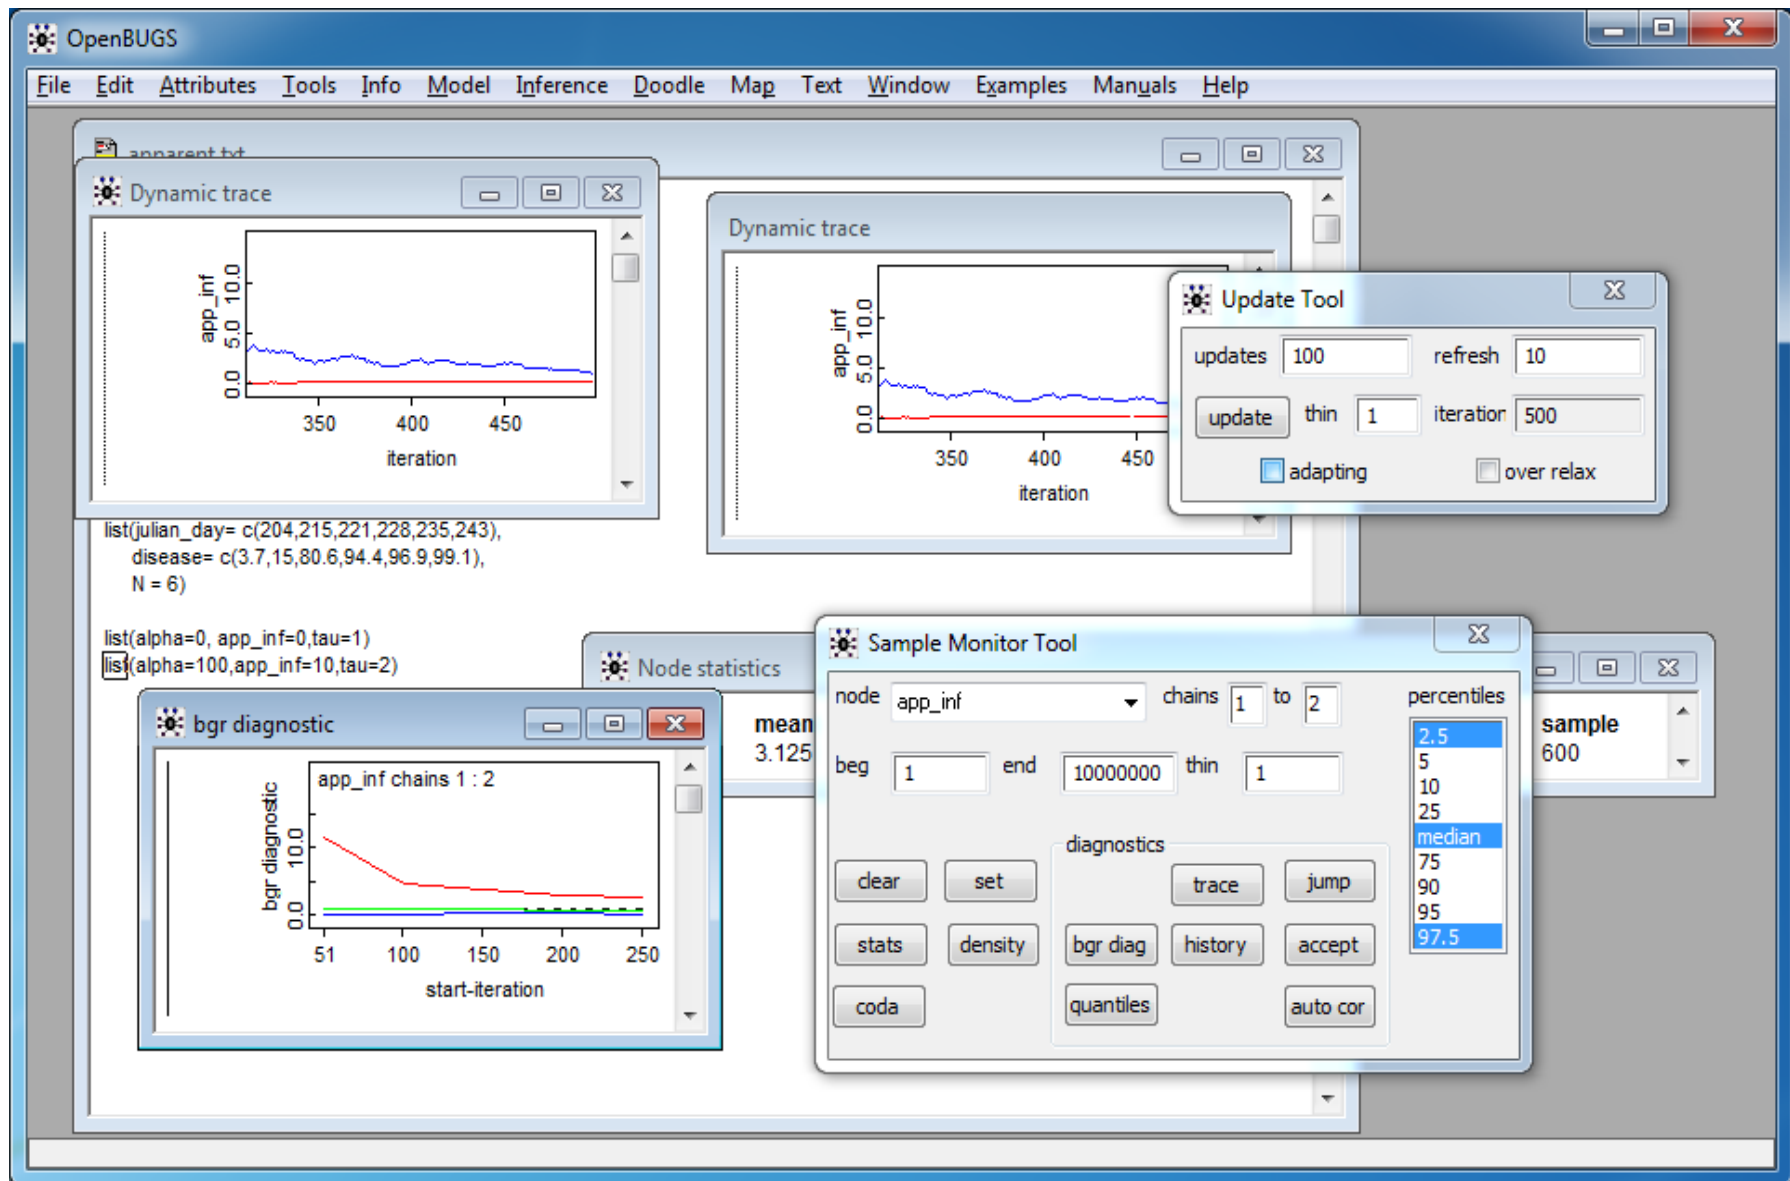 OpenBUGS
File Edit Attributes Tools Info Model Inference Doodle Map Text Window Examples Manuals Help
apparent.txt
Dynamic trace
app_inf
0.0 5.0 10.0
350 400 450
iteration
Dynamic trace
app_inf
0.0 5.0 10.0
350 400 450
iteration
Update Tool
updates 100 refresh 10
update thin 1 iteration 500
adapting over relax
list(julian_day= c(204,215,221,228,235,243),
disease= c(3.7,15,80.6,94.4,96.9,99.1),
N = 6)
list(alpha=0, app_inf=0,tau=1)
list(alpha=100,app_inf=10,tau=2)
Node statistics
mean
3.125
sample
600
bgr diagnostic
app_inf chains 1 : 2
bgr diagnostic
0.0 10.0
51 100 150 200 250
start-iteration
Sample Monitor Tool
node app_inf chains 1 to 2 percentiles
beg 1 end 10000000 thin 1
2.5
5
10
25
median
75
90
95
97.5
diagnostics
clear set trace jump
stats density bgr diag history accept
coda quantiles auto cor